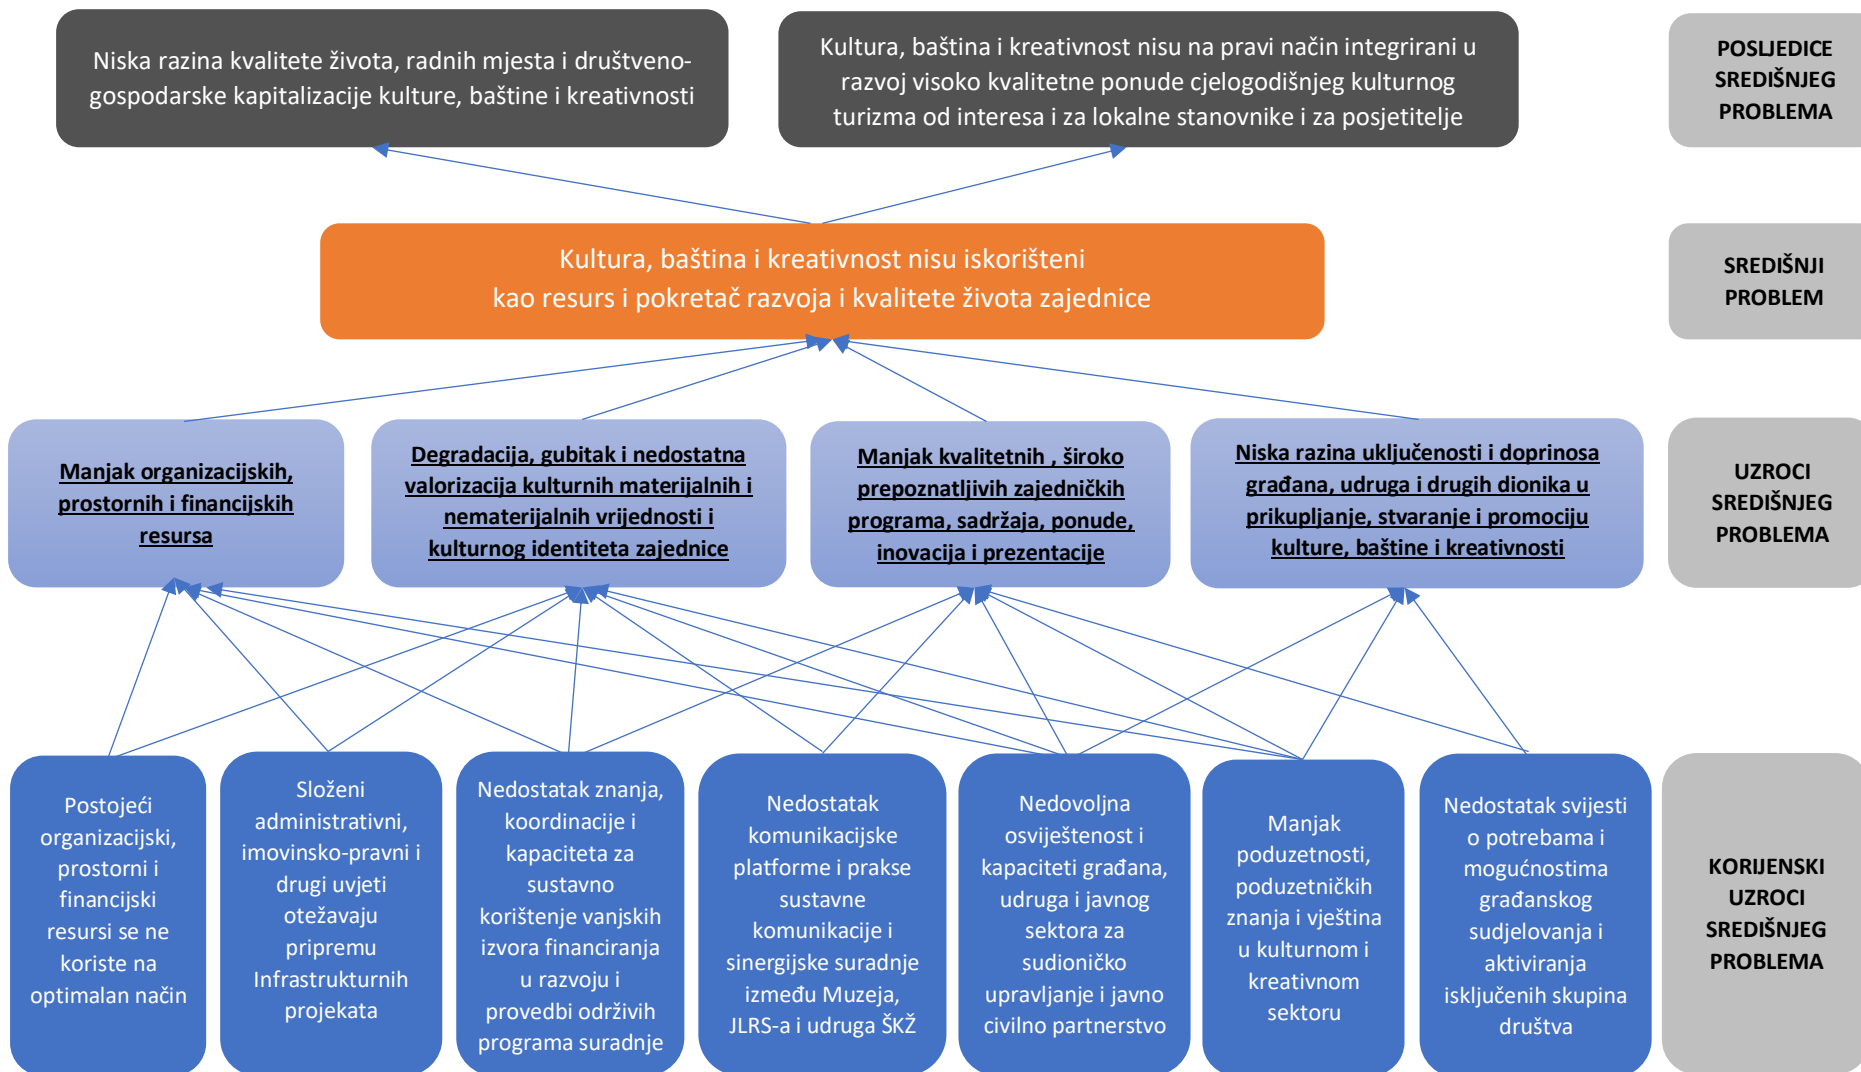 Niska razina kvalitete života, radnih mjesta i društveno-
gospodarske kapitalizacije kulture, baštine i kreativnosti
Kultura, baština i kreativnost nisu na pravi način integrirani u
razvoj visoko kvalitetne ponude cjelogodišnjeg kulturnog
turizma od interesa i za lokalne stanovnike i za posjetitelje
POSLJEDICE
SREDIŠNJEG
PROBLEMA
Kultura, baština i kreativnost nisu iskorišteni
kao resurs i pokretač razvoja i kvalitete života zajednice
SREDIŠNJI
PROBLEM
Manjak organizacijskih,
prostornih i financijskih
resursa
Degradacija, gubitak i nedostatna
valorizacija kulturnih materijalnih i
nematerijalnih vrijednosti i
kulturnog identiteta zajednice
Manjak kvalitetnih , široko
prepoznatljivih zajedničkih
programa, sadržaja, ponude,
inovacija i prezentacije
Niska razina uključenosti i doprinosa
građana, udruga i drugih dionika u
prikupljanje, stvaranje i promociju
kulture, baštine i kreativnosti
UZROCI
SREDIŠNJEG
PROBLEMA
Postojeći
organizacijski,
prostorni i
financijski
resursi se ne
koriste na
optimalan način
Složeni
administrativni,
imovinsko-pravni i
drugi uvjeti
otežavaju
pripremu
Infrastrukturnih
projekata
Nedostatak znanja,
koordinacije i
kapaciteta za
sustavno
korištenje vanjskih
izvora financiranja
u razvoju i
provedbi održivih
programa suradnje
Nedostatak
komunikacijske
platforme i prakse
sustavne
komunikacije i
sinergijske suradnje
između Muzeja,
JLRS-a i udruga ŠKŽ
Nedovoljna
osviještenost i
kapaciteti građana,
udruga i javnog
sektora za
sudioničko
upravljanje i javno
civilno partnerstvo
Manjak
poduzetnosti,
poduzetničkih
znanja i vještina
u kulturnom i
kreativnom
sektoru
Nedostatak svijesti
o potrebama i
mogućnostima
građanskog
sudjelovanja i
aktiviranja
isključenih skupina
društva
KORIJENSKI
UZROCI
SREDIŠNJEG
PROBLEMA